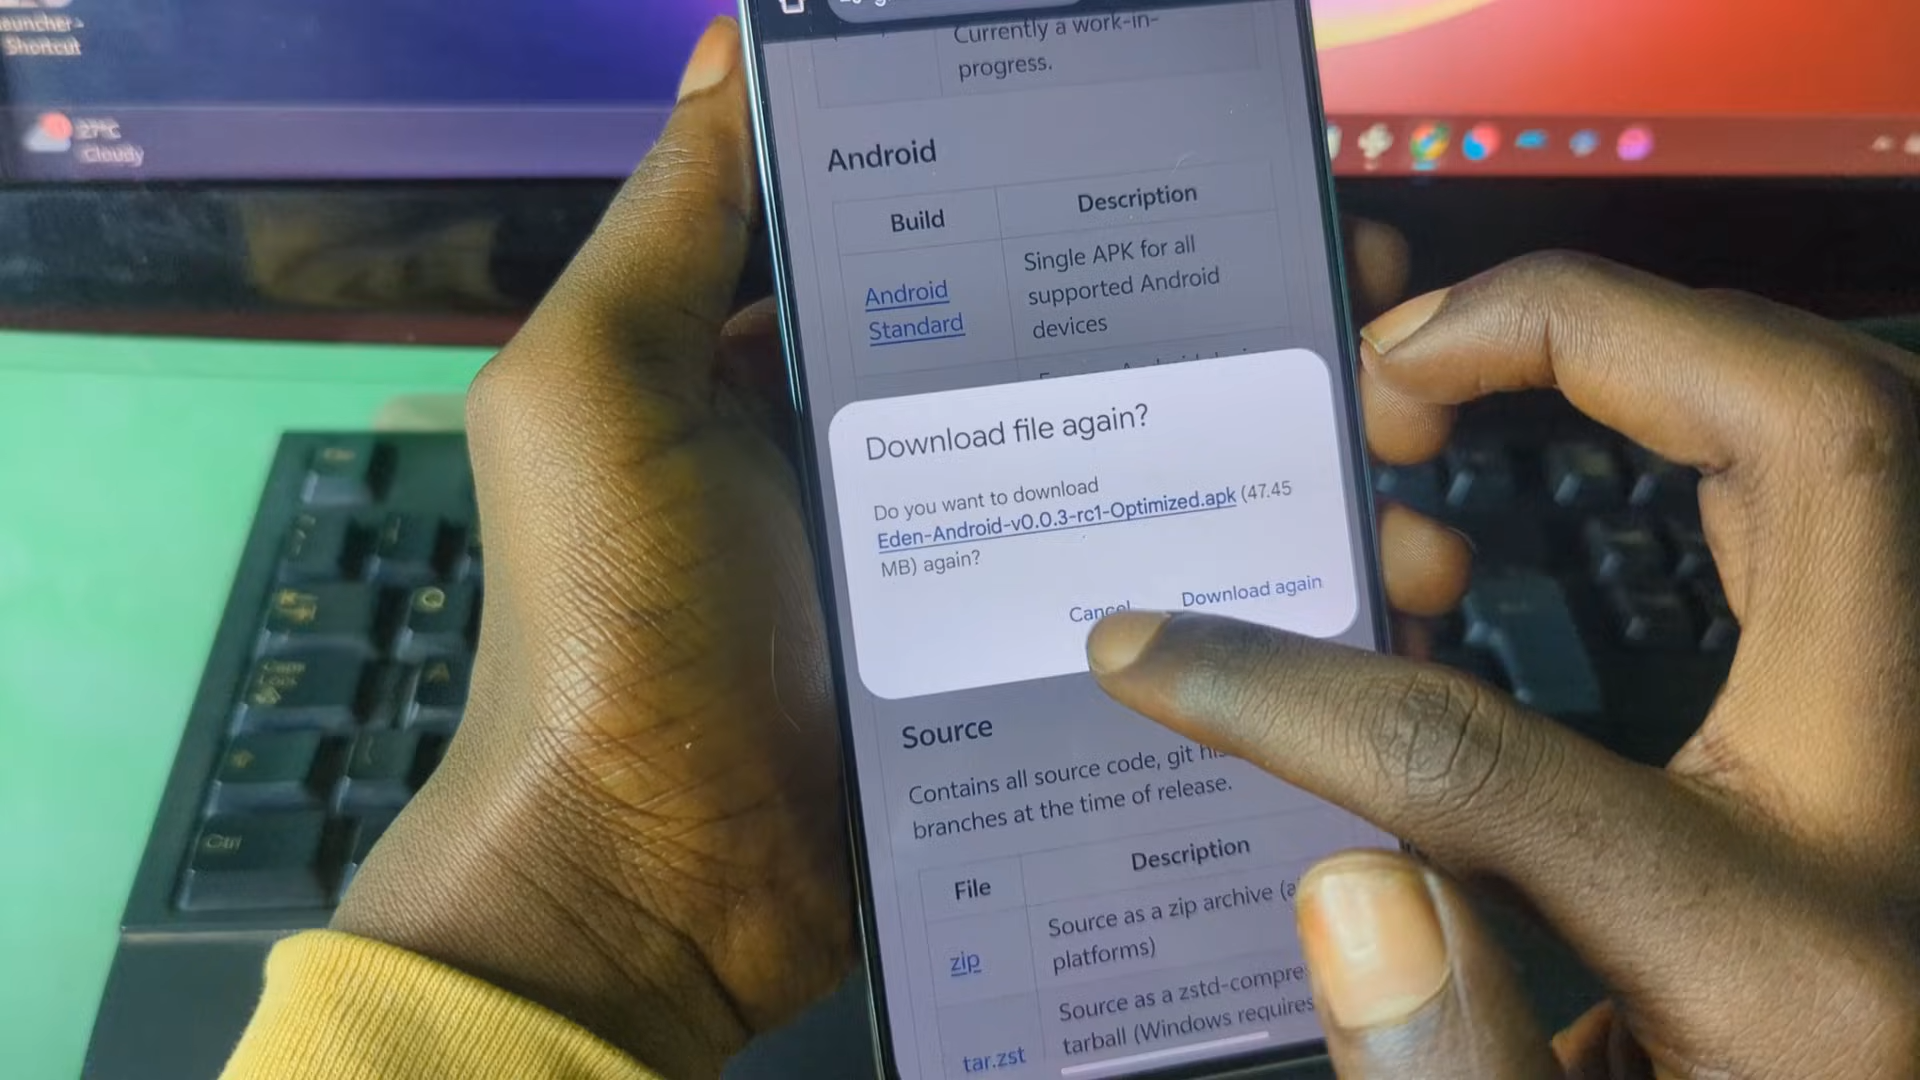 Shortcut
27°C
Cloudy
Currently a work-in-
progress.
Android
Build
Description
Android
Standard
Single APK for all
supported Android
devices
Download file again?
Do you want to download
Eden-Android-v0.0.3-rc1-Optimized.apk (47.45
MB) again?
Cancel
Download again
Source
Contains all source code, git
branches at the time of release.
File
Description
zip
Source as a zip archive
platforms)
tar.zst
Source as a zstd-compre
tarball (Windows requires
Q
Caps
Lock
A
Ctrl